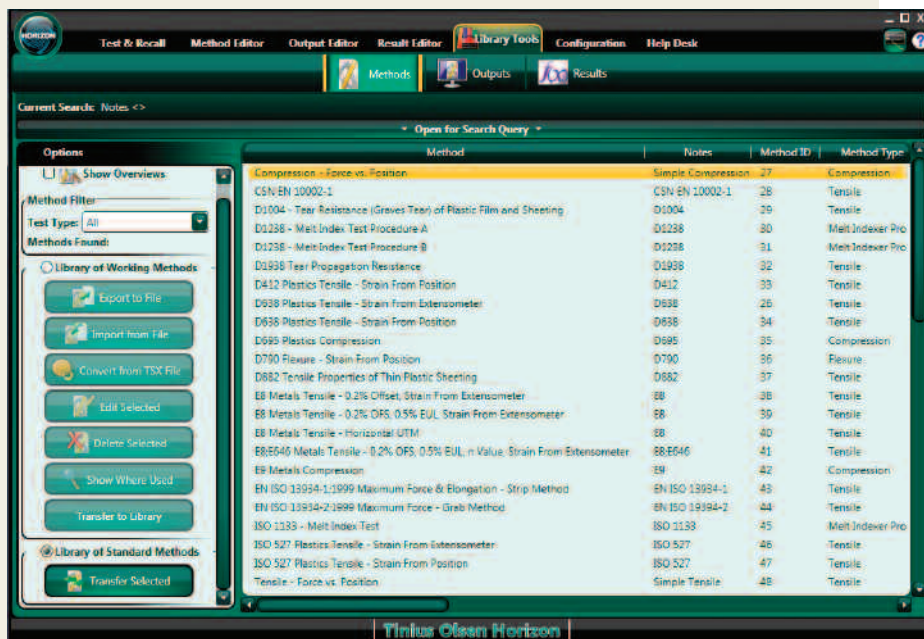 HORIZON
Test & Recall Method Editor Output Editor Result Editor Library Tools Configuration Help Desk
Methods Outputs Results
Current Search: Notes <>
Open for Search Query
Options
Show Overviews
Method Filter
Test Type: All
Methods Found:
Library of Working Methods
Export to File
Import from File
Convert from TSX File
Edit Selected
Delete Selected
Show Where Used
Transfer to Library
Library of Standard Methods
Transfer Selected
Method Notes Method ID Method Type
Compression - Force vs. Position Simple Compression 27 Compression
CSN EN 10002-1 CSN EN 10002-1 28 Tensile
D1004 - Tear Resistance (Graves Tear) of Plastic Film and Sheeting D1004 29 Tensile
D1238 - Melt Index Test Procedure A D1238 30 Melt Indexer Pro
D1238 - Melt Index Test Procedure B D1238 31 Melt Indexer Pro
D1938 Tear Propagation Resistance D1938 32 Tensile
D412 Plastics Tensile - Strain From Position D412 33 Tensile
D638 Plastics Tensile - Strain From Extensometer D638 26 Tensile
D638 Plastics Tensile - Strain From Position D638 34 Tensile
D695 Plastics Compression D695 35 Compression
D790 Flexure - Strain From Position D790 36 Flexure
D882 Tensile Properties of Thin Plastic Sheeting D882 37 Tensile
E8 Metals Tensile - 0.2% Offset, Strain From Extensometer E8 38 Tensile
E8 Metals Tensile - 0.2% OFS, 0.5% EUL, Strain From Extensometer E8 39 Tensile
E8 Metals Tensile - Horizontal UTM E8 40 Tensile
E8;E646 Metals Tensile - 0.2% OFS, 0.5% EUL, n Value, Strain From Extensometer E8;E646 41 Tensile
E9 Metals Compression E9 42 Compression
EN ISO 13934-1:1999 Maximum Force & Elongation - Strip Method EN ISO 13934-1 43 Tensile
EN ISO 13934-2:1999 Maximum Force - Grab Method EN ISO 19394-2 44 Tensile
ISO 1133 - Melt Index Test ISO 1133 45 Melt Indexer Pro
ISO 527 Plastics Tensile - Strain From Extensometer ISO 527 46 Tensile
ISO 527 Plastics Tensile - Strain From Position ISO 527 47 Tensile
Tensile - Force vs. Position Simple Tensile 48 Tensile
Tinius Olsen Horizon